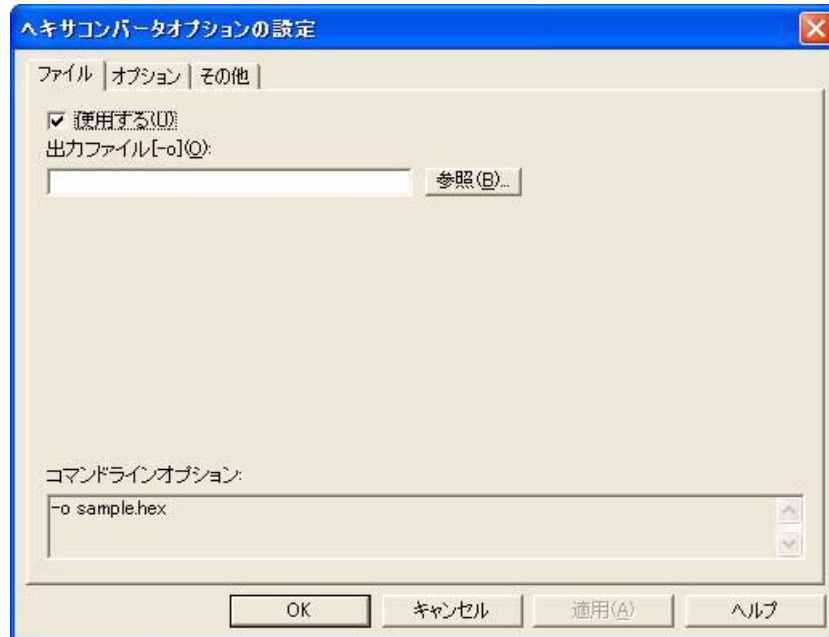 ヘキサコンバータオプションの設定
ファイル オプション その他
使用する(U)
出力ファイル[-o](O):
参照(B)...
コマンドラインオプション:
-o sample.hex
OK キャンセル 適用(A) ヘルプ